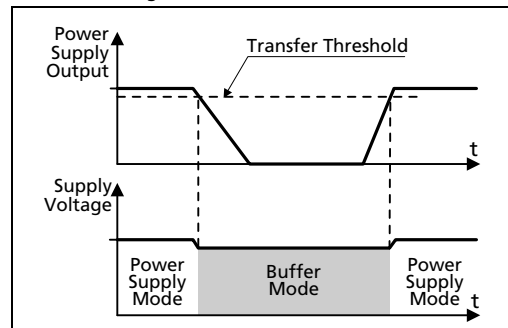 Power
Supply
Output
Transfer Threshold
t
Supply
Voltage
Power
Supply
Mode
Buffer
Mode
Power
Supply
Mode
t